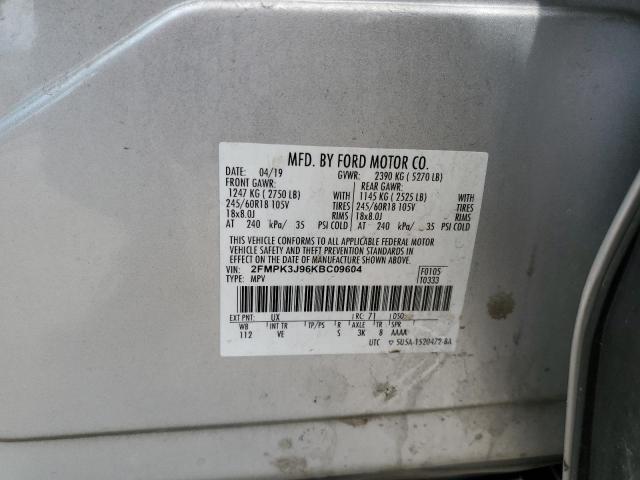 MFD. BY FORD MOTOR CO.
DATE: 04/19 GVWR: 2390 KG ( 5270 LB)
FRONT GAWR: REAR GAWR:
1247 KG ( 2750 LB) WITH 1145 KG ( 2525 LB) WITH
245/60R18 105V TIRES 245/60R18 105V TIRES
18x8.0J RIMS 18x8.0J RIMS
AT 240 kPa/ 35 PSI COLD AT 240 kPa/ 35 PSI COLD
THIS VEHICLE CONFORMS TO ALL APPLICABLE FEDERAL MOTOR
VEHICLE SAFETY AND THEFT PREVENTION STANDARDS IN
EFFECT ON THE DATE OF MANUFACTURE SHOWN ABOVE.
VIN: 2FMPK3J96KBC09604 F0105
TYPE: MPV T0333
EXT PNT: UX RC: 71 DSO:
WB INT TR TP/PS R AXLE TR SPR
112 VE S 3K 8 AAAA
UTC ▽ 5U5A-1520472-BA